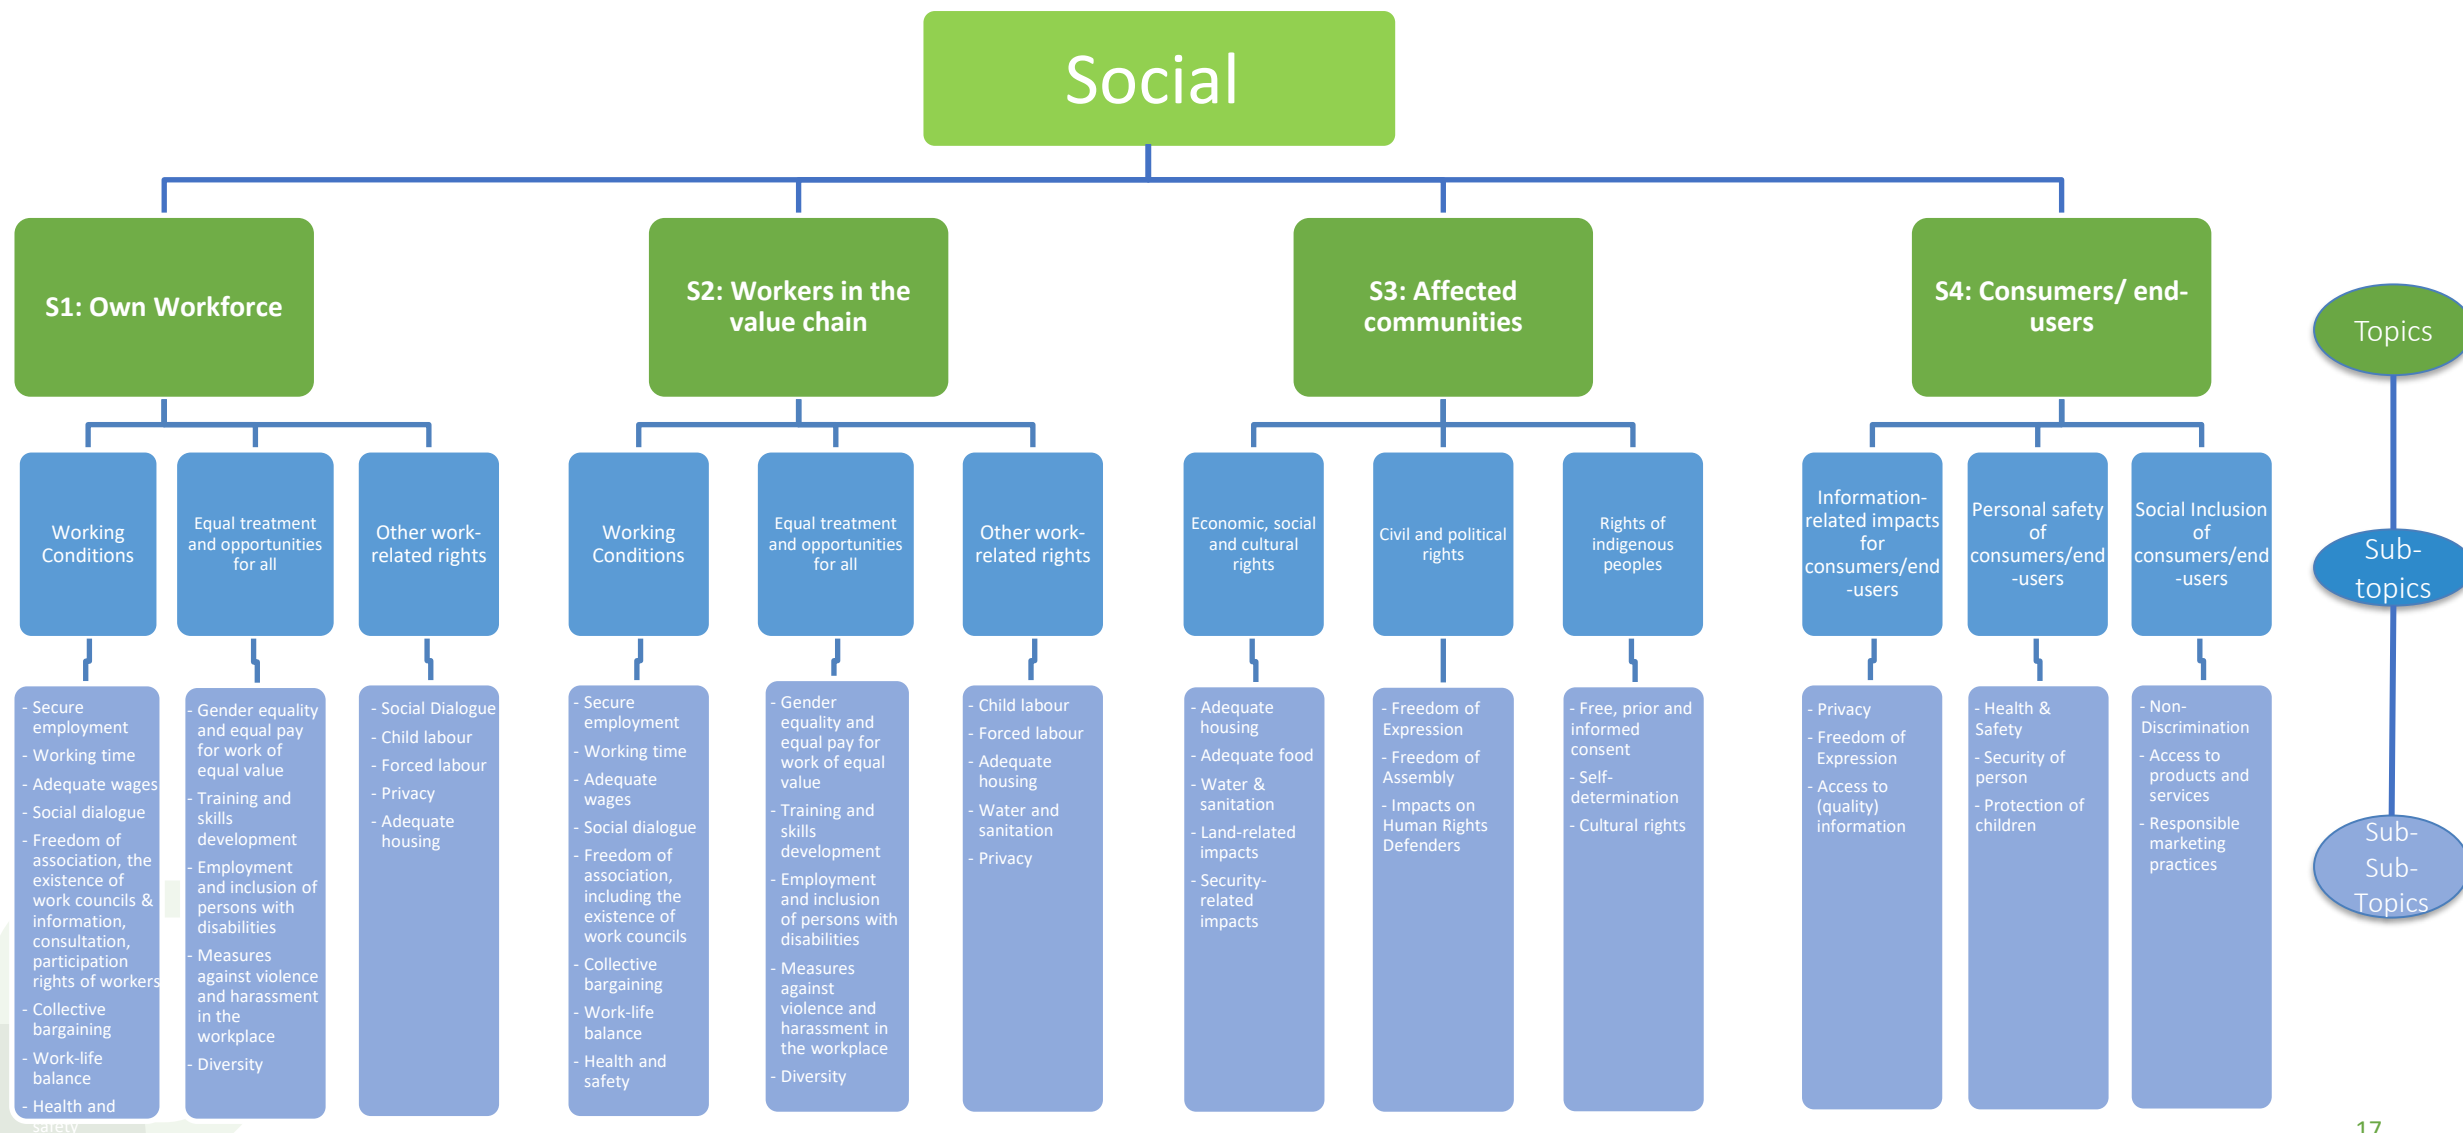 Social
S1: Own Workforce
S2: Workers in the
value chain
S3: Affected
communities
S4: Consumers/ end-
users
Topics
Working
Conditions
Equal treatment
and opportunities
for all
Other work-
related rights
Working
Conditions
Equal treatment
and opportunities
for all
Other work-
related rights
Economic, social
and cultural
rights
Civil and political
rights
Rights of
indigenous
peoples
Information-
related impacts
for
consumers/end
-users
Personal safety
of
consumers/end
-users
Social Inclusion
of
consumers/end
-users
Sub-
topics
- Secure
employment
- Working time
- Adequate wages
- Social dialogue
- Freedom of
association, the
existence of
work councils &
information,
consultation,
participation
rights of workers
- Collective
bargaining
- Work-life
balance
- Health and
safety
- Gender equality
and equal pay
for work of
equal value
- Training and
skills
development
- Employment
and inclusion of
persons with
disabilities
- Measures
against violence
and harassment
in the
workplace
- Diversity
- Social Dialogue
- Child labour
- Forced labour
- Privacy
- Adequate
housing
- Secure
employment
- Working time
- Adequate
wages
- Social dialogue
- Freedom of
association,
including the
existence of
work councils
- Collective
bargaining
- Work-life
balance
- Health and
safety
- Gender
equality and
equal pay for
work of equal
value
- Training and
skills
development
- Employment
and inclusion
of persons with
disabilities
- Measures
against
violence and
harassment in
the workplace
- Diversity
- Child labour
- Forced labour
- Adequate
housing
- Water and
sanitation
- Privacy
- Adequate
housing
- Adequate food
- Water &
sanitation
- Land-related
impacts
- Security-
related
impacts
- Freedom of
Expression
- Freedom of
Assembly
- Impacts on
Human Rights
Defenders
- Free, prior and
informed
consent
- Self-
determination
- Cultural rights
- Privacy
- Freedom of
Expression
- Access to
(quality)
information
- Health &
Safety
- Security of
person
- Protection of
children
- Non-
Discrimination
- Access to
products and
services
- Responsible
marketing
practices
Sub-
Sub-
Topics
17